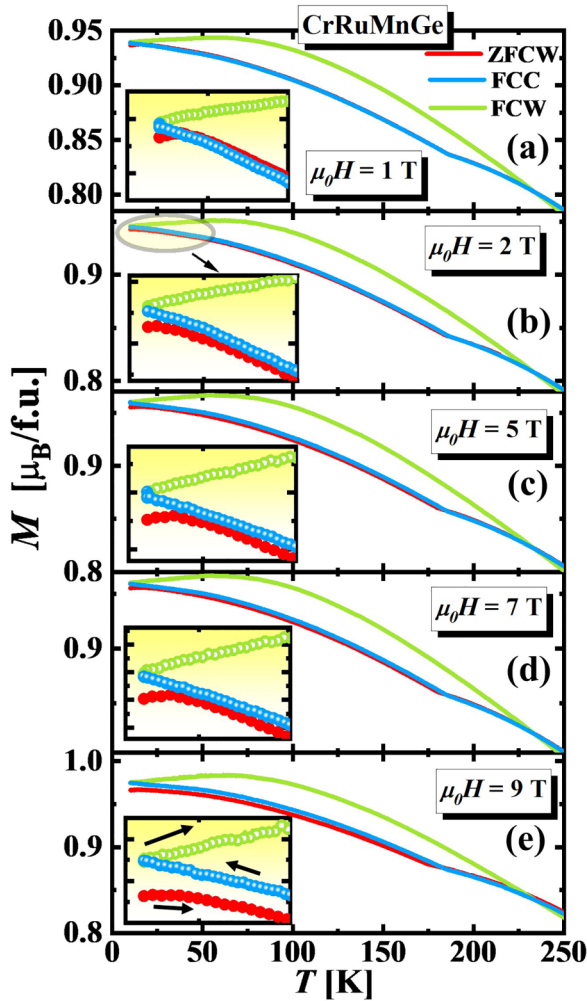 CrRuMnGe
0.95
ZFCW
FCC
0.90
FCW
0.85
(a)
μ₀H = 1 T
0.80
μ₀H = 2 T
0.9
(b)
0.8
μ₀H = 5 T
0.9
(c)
M [μB/f.u.]
0.8
μ₀H = 7 T
0.9
(d)
1.0
μ₀H = 9 T
0.9
(e)
0.8
0 50 100 150 200 250
T [K]